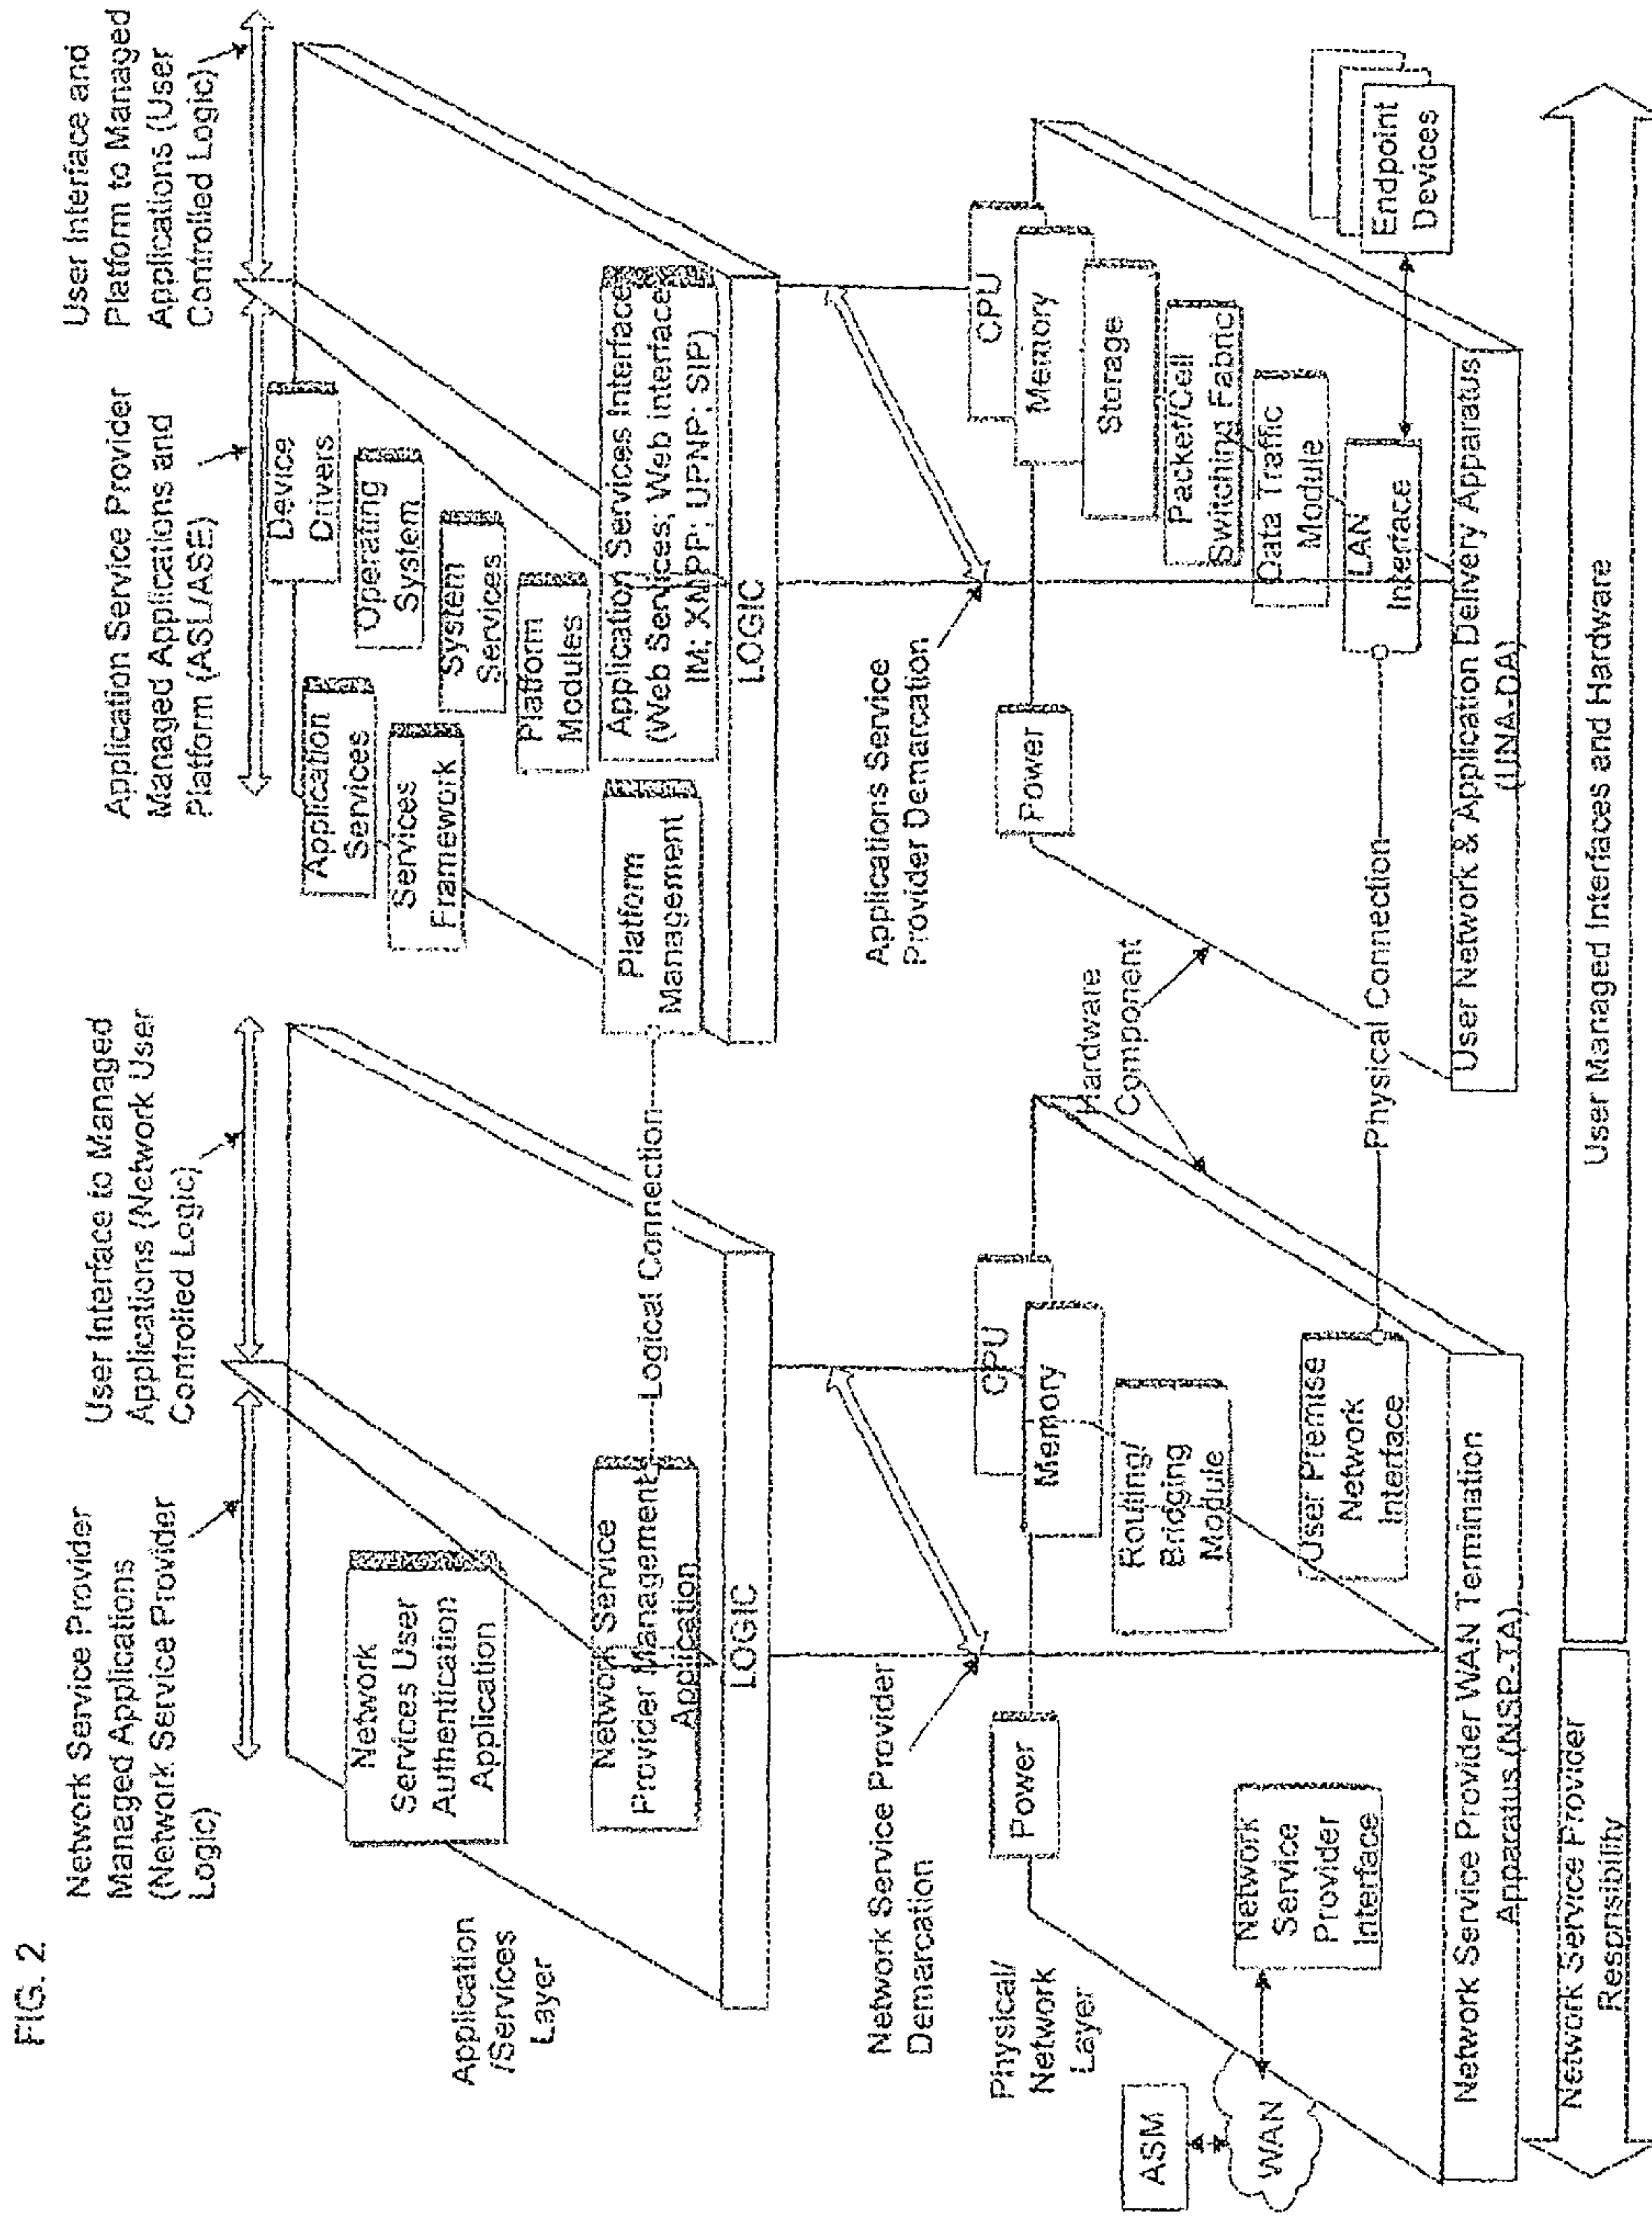 FIG. 2
Network Service Provider
Managed Applications
(Network Service Provider
Logic)
User Interface to Managed
Applications (Network User
Controlled Logic)
Application Service Provider
Managed Applications and
Platform (ASL/ASE)
User Interface and
Platform to Managed
Applications (User
Controlled Logic)
Application
/Services
Layer
Network
Services User
Authentication
Application
Network Service
Provider Management
Application
LOGIC
Logical Connection
Application
Services
Services
Framework
Platform
Management
Device
Drivers
Operating
System
System
Services
Platform
Modules
Application Services Interface
(Web Services; Web interface
IM; XMPP; UPNP; SIP)
LOGIC
Network Service Provider
Demarcation
Applications Service
Provider Demarcation
Physical/
Network
Layer
ASM
WAN
Network
Service
Provider
Interface
Power
CPU
Memory
Routing/
Bridging
Module
User Premise
Network
Interface
Hardware
Component
Physical Connection
Power
CPU
Memory
Storage
Packet/Cell
Switching Fabric
Data Traffic
Module
LAN
Interface
Endpoint
Devices
Network Service Provider WAN Termination
Apparatus (NSP-TA)
User Network & Application Delivery Apparatus
(UNA-DA)
Network Service Provider
Respnsibility
User Managed Interfaces and Hardware